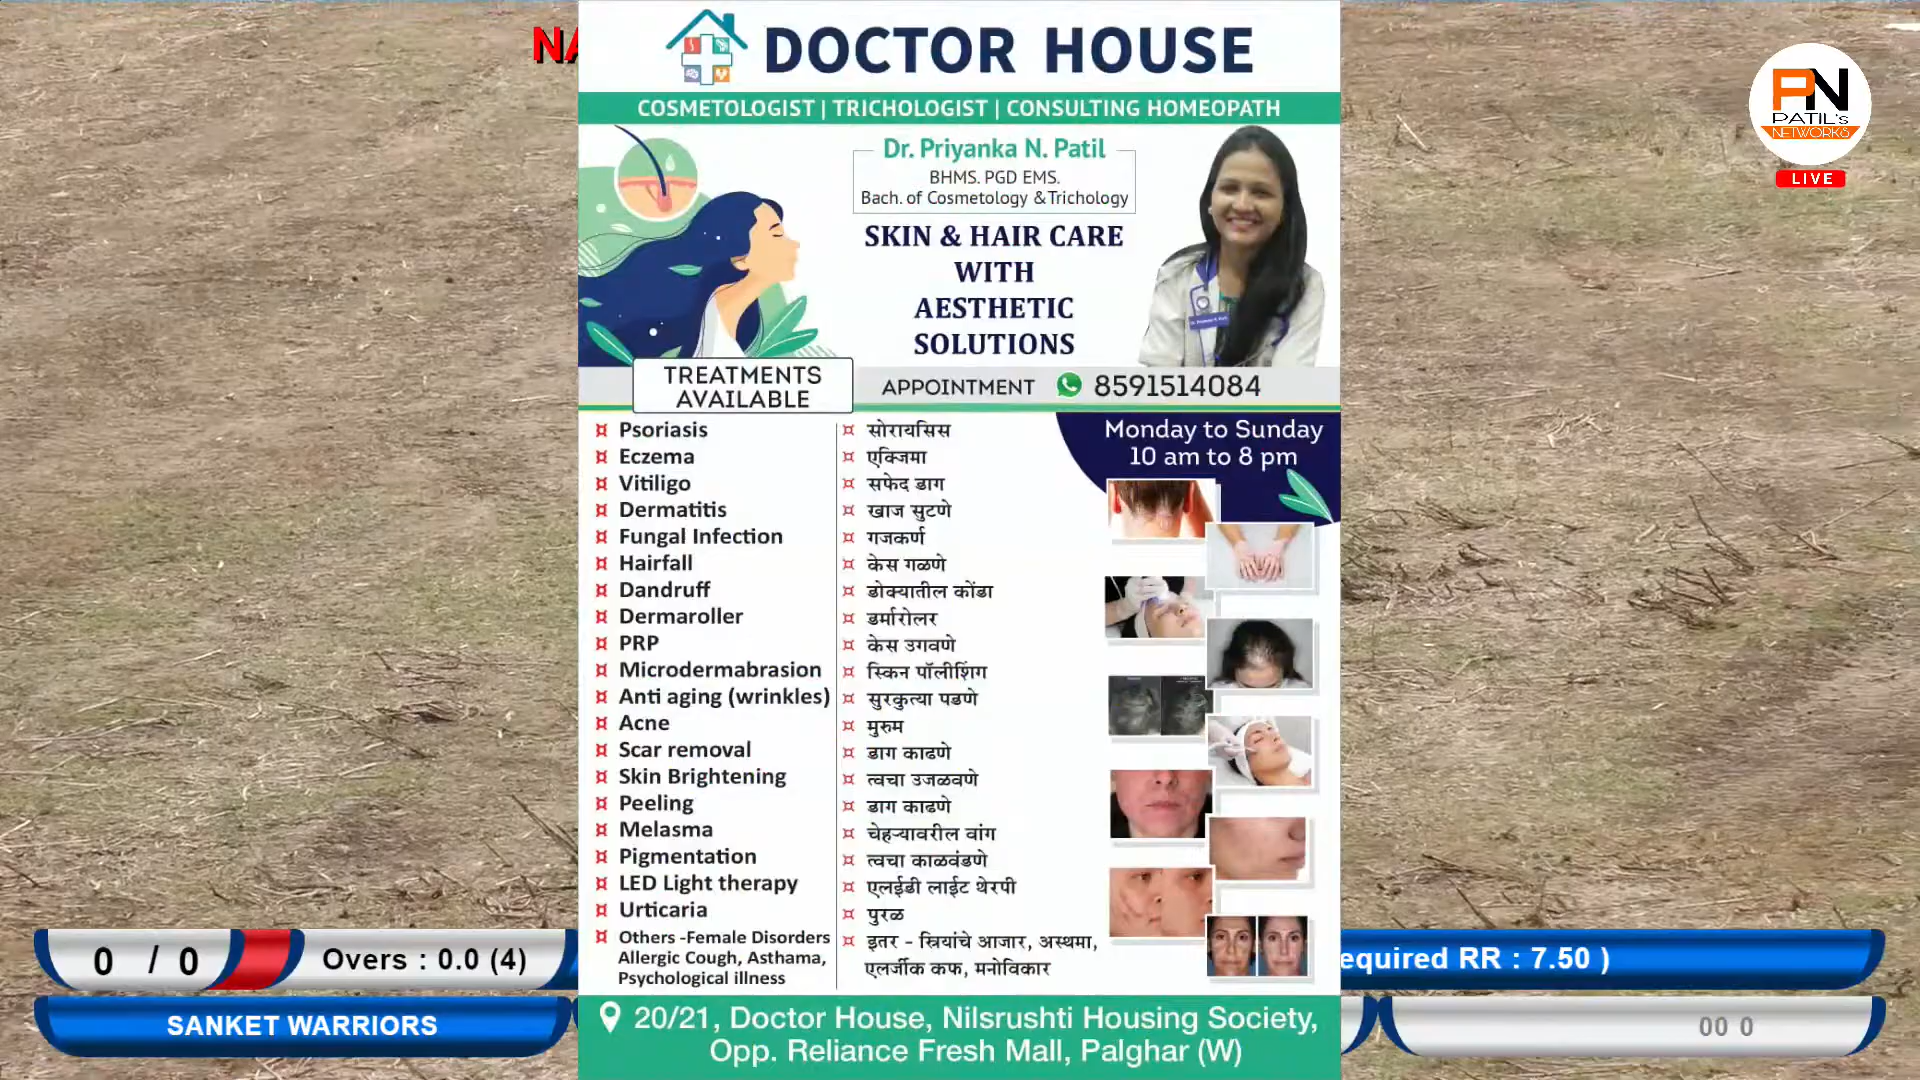 NA
DOCTOR HOUSE
COSMETOLOGIST | TRICHOLOGIST | CONSULTING HOMEOPATH
Dr. Priyanka N. Patil
BHMS. PGD EMS.
Bach. of Cosmetology & Trichology
SKIN & HAIR CARE
WITH
AESTHETIC
SOLUTIONS
PN
PATIL's
NETWORKS
LIVE
TREATMENTS
AVAILABLE
APPOINTMENT 8591514084
Monday to Sunday
10 am to 8 pm
Psoriasis
Eczema
Vitiligo
Dermatitis
Fungal Infection
Hairfall
Dandruff
Dermaroller
PRP
Microdermabrasion
Anti aging (wrinkles)
Acne
Scar removal
Skin Brightening
Peeling
Melasma
Pigmentation
LED Light therapy
Urticaria
Others -Female Disorders
Allergic Cough, Asthama,
Psychological illness
सोरायसिस
एक्जिमा
सफेद डाग
खाज सुटणे
गजकर्ण
केस गळणे
डोक्यातील कोंडा
डर्मारोलर
केस उगवणे
स्किन पॉलीशिंग
सुरकुत्या पडणे
मुरुम
डाग काढणे
त्वचा उजळवणे
डाग काढणे
चेहऱ्यावरील वांग
त्वचा काळवंडणे
एलईडी लाईट थेरपी
पुरळ
इतर - स्त्रियांचे आजार, अस्थमा,
एलर्जीक कफ, मनोविकार
20/21, Doctor House, Nilsrushti Housing Society,
Opp. Reliance Fresh Mall, Palghar (W)
0 / 0
Overs : 0.0 (4)
equired RR : 7.50 )
SANKET WARRIORS
00 0